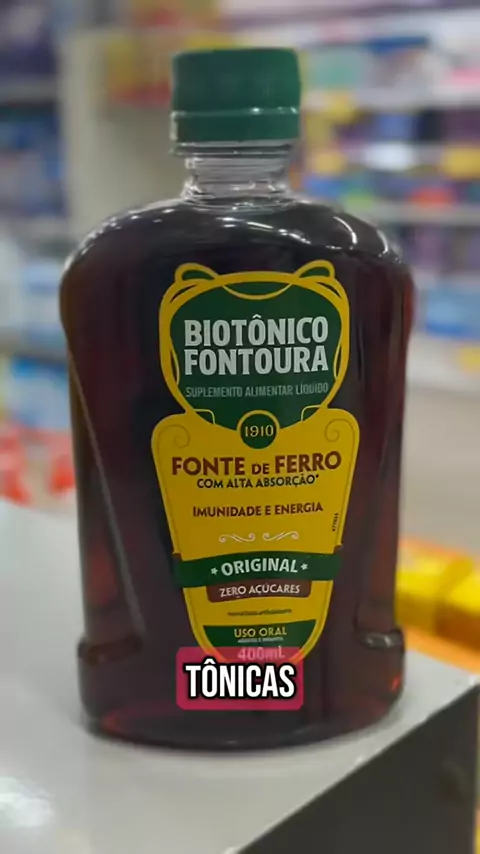 BIOTÔNICO
FONTOURA
SUPLEMENTO ALIMENTAR LÍQUIDO
1910
FONTE DE FERRO
COM ALTA ABSORÇÃO*
IMUNIDADE E ENERGIA
ORIGINAL
ZERO AÇÚCARES
USO ORAL
400mL
TÔNICAS